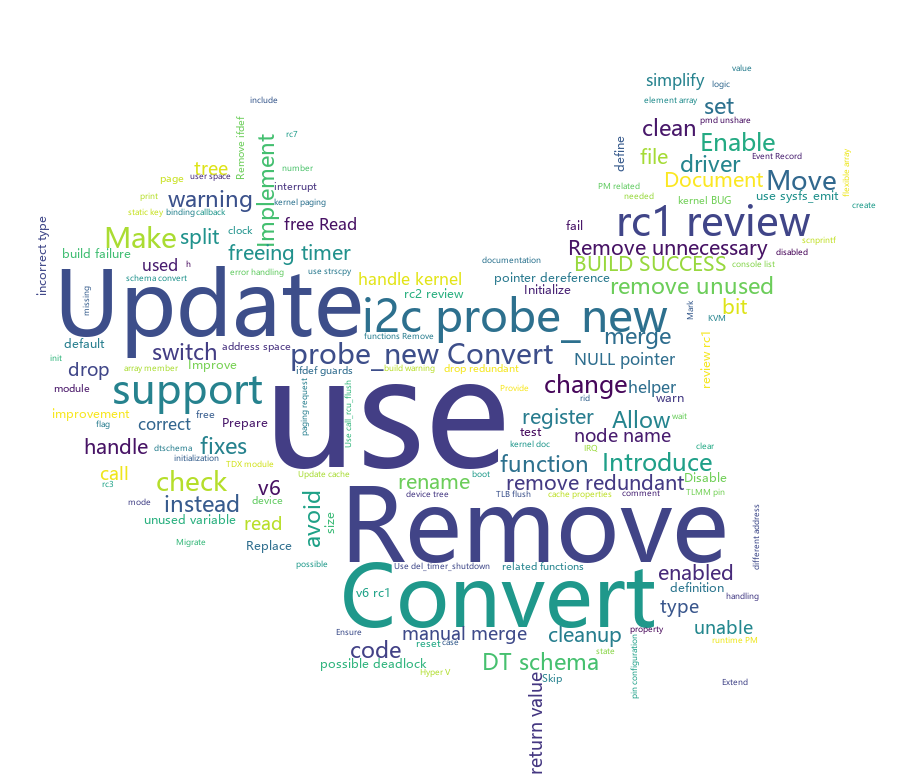 value
simplify
logic
include
element array
set
pmd unshare
clean
rc7
Remove ifdef
Implement
define
Enable
file
driver
Event Record
flexible array
tree
number
page
user space
interrupt
PM related
Document
Move
needed
use sysfs_emit
warning
print
kernel paging
kernel BUG
create
static key
binding
callback
free Read
fail
rc1 review
incorrect type
Make
split
clock
scnprintf
build failure
freeing timer
Remove unnecessary
disabled
used
h
documentation
BUILD SUCCESS
console list
schema convert
error handling
use strscpy
handle kernel
pointer dereference
remove unused
missing
Update
rc2 review
Initialize
Mark
bit
KVM
i2c probe_new
functions Remove
merge
default
switch
address space
probe_new Convert
NULL pointer
review rc1
init
drop
array member
Improve
ifdef guards
build warning
drop redundant
module
support
use
Provide
change
helper
rid
warn
paging request
Use call_rcu_flush
improvement
flag
correct
free
Prepare
register
Allow
wait
test
node name
handle
dtschema
fixes
kernel doc
IRQ
clear
initialization
TDX module
function
Introduce
call
check
Update cache
boot
rc3
v6
rename
remove redundant
Disable
mode
instead
device
avoid
size
device tree
TLB flush
cache properties
comment
TLMM pin
unused variable
read
Remove
different address
Migrate
Replace
possible
Use del_timer_shutdown
related functions
enabled
v6 rc1
Convert
definition
handling
type
Ensure
manual merge
cleanup
property
unable
code
reset
case
state
runtime PM
possible deadlock
DT schema
pin configuration
Hyper V
return value
Skip
Extend